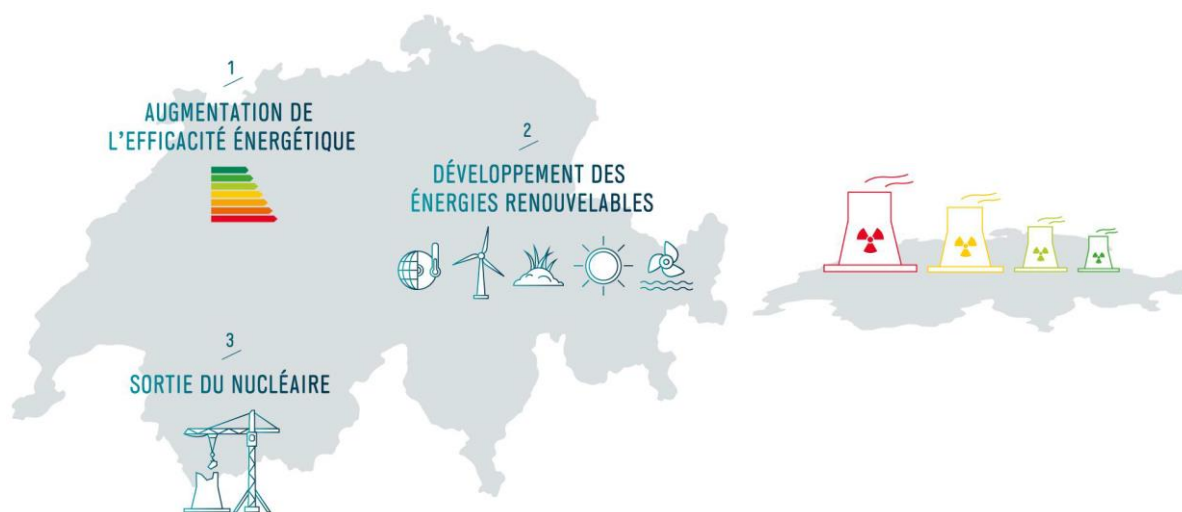 1
AUGMENTATION DE
L'EFFICACITÉ ÉNERGÉTIQUE
2
DÉVELOPPEMENT DES
ÉNERGIES RENOUVELABLES
3
SORTIE DU NUCLÉAIRE